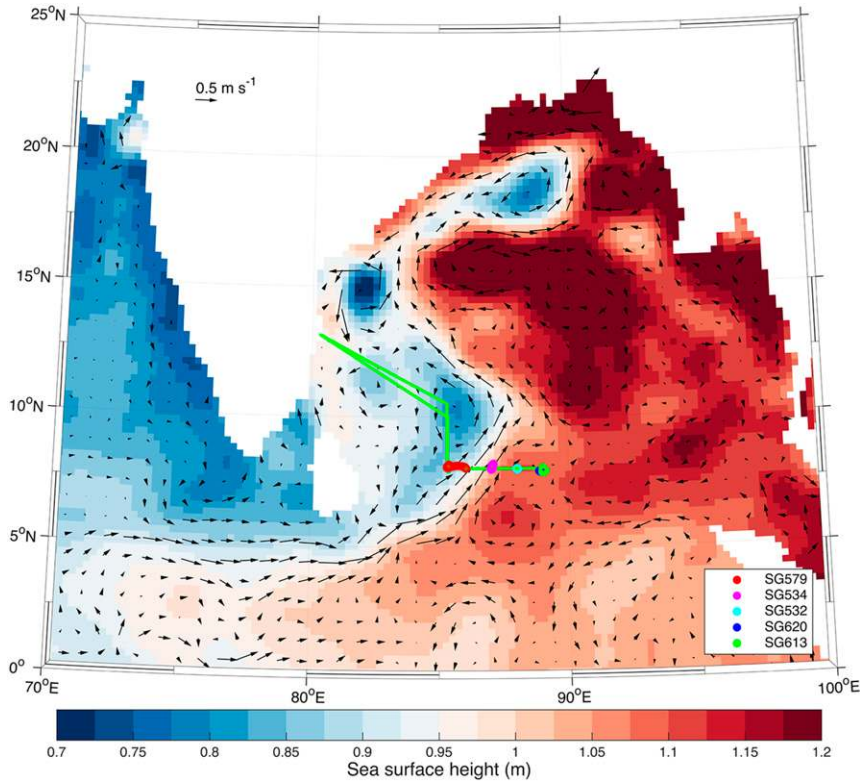 25°N
0.5 m s⁻¹
20°N
15°N
10°N
5°N
SG579
SG534
SG532
SG620
SG613
0°
70°E 80°E 90°E 100°E
0.7 0.75 0.8 0.85 0.9 0.95 1 1.05 1.1 1.15 1.2
Sea surface height (m)